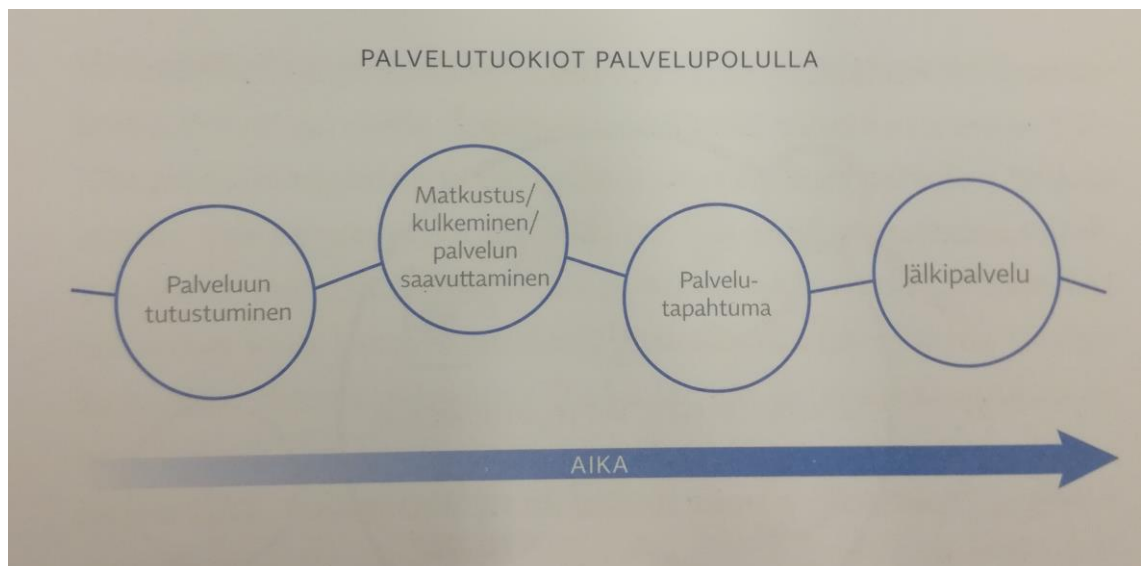 PALVELUTUOKIOT PALVELUPOLULLA
Palveluun
tutustuminen
Matkustus/
kulkeminen/
palvelun
saavuttaminen
Palvelu-
tapahtuma
Jälkipalvelu
AIKA